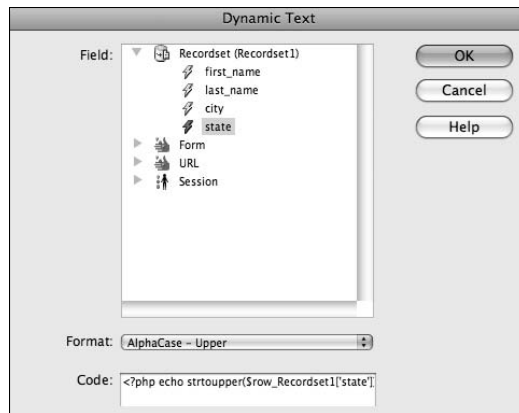 Dynamic Text
Field:
Recordset (Recordset1)
first_name
last_name
city
state
Form
URL
Session
OK
Cancel
Help
Format: AlphaCase - Upper
Code: <?php echo strtoupper($row_Recordset1['state']